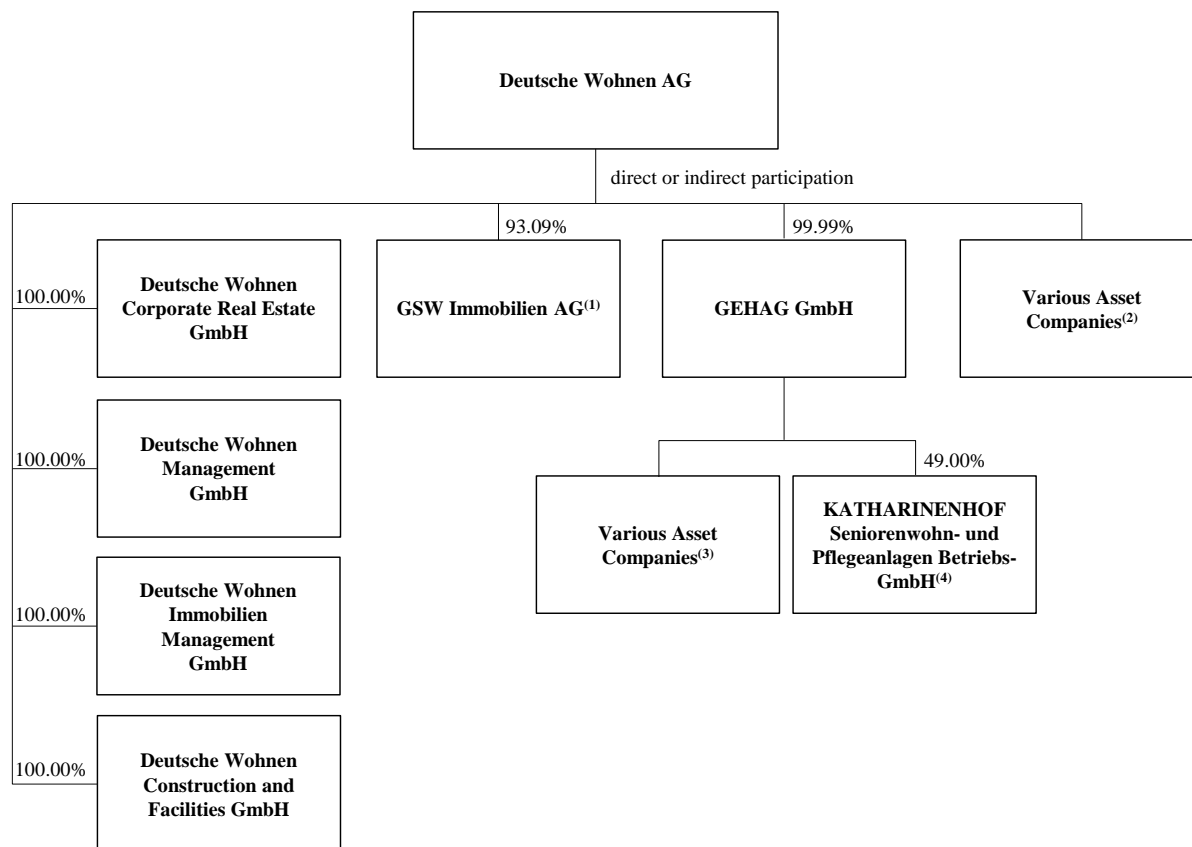 Deutsche Wohnen AG
direct or indirect participation
93.09%
99.99%
100.00%
Deutsche Wohnen
Corporate Real Estate
GmbH
GSW Immobilien AG(1)
GEHAG GmbH
Various Asset
Companies(2)
100.00%
Deutsche Wohnen
Management
GmbH
49.00%
Various Asset
Companies(3)
KATHARINENHOF
Seniorenwohn- und
Pflegeanlagen Betriebs-
GmbH(4)
100.00%
Deutsche Wohnen
Immobilien
Management
GmbH
100.00%
Deutsche Wohnen
Construction and
Facilities GmbH